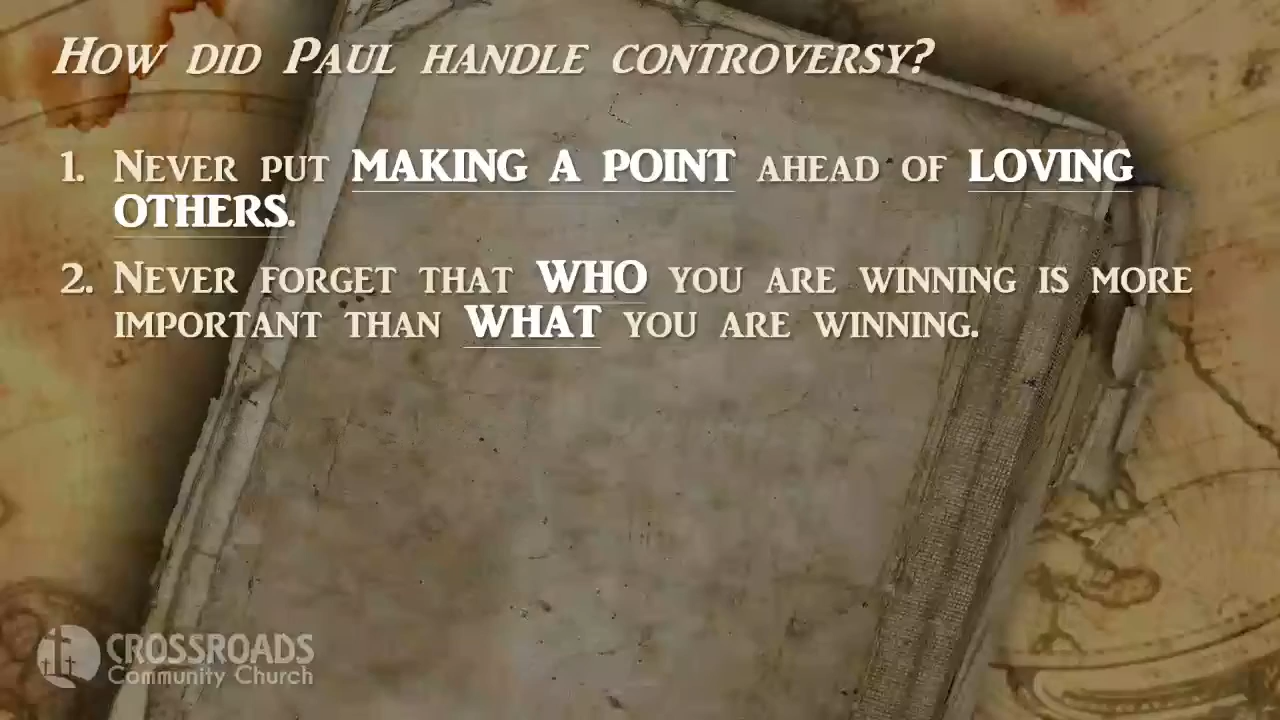 How did Paul handle controversy?
1. Never put MAKING A POINT ahead of LOVING
OTHERS.
2. Never forget that WHO you are winning is more
important than WHAT you are winning.
CROSSROADS
Community Church